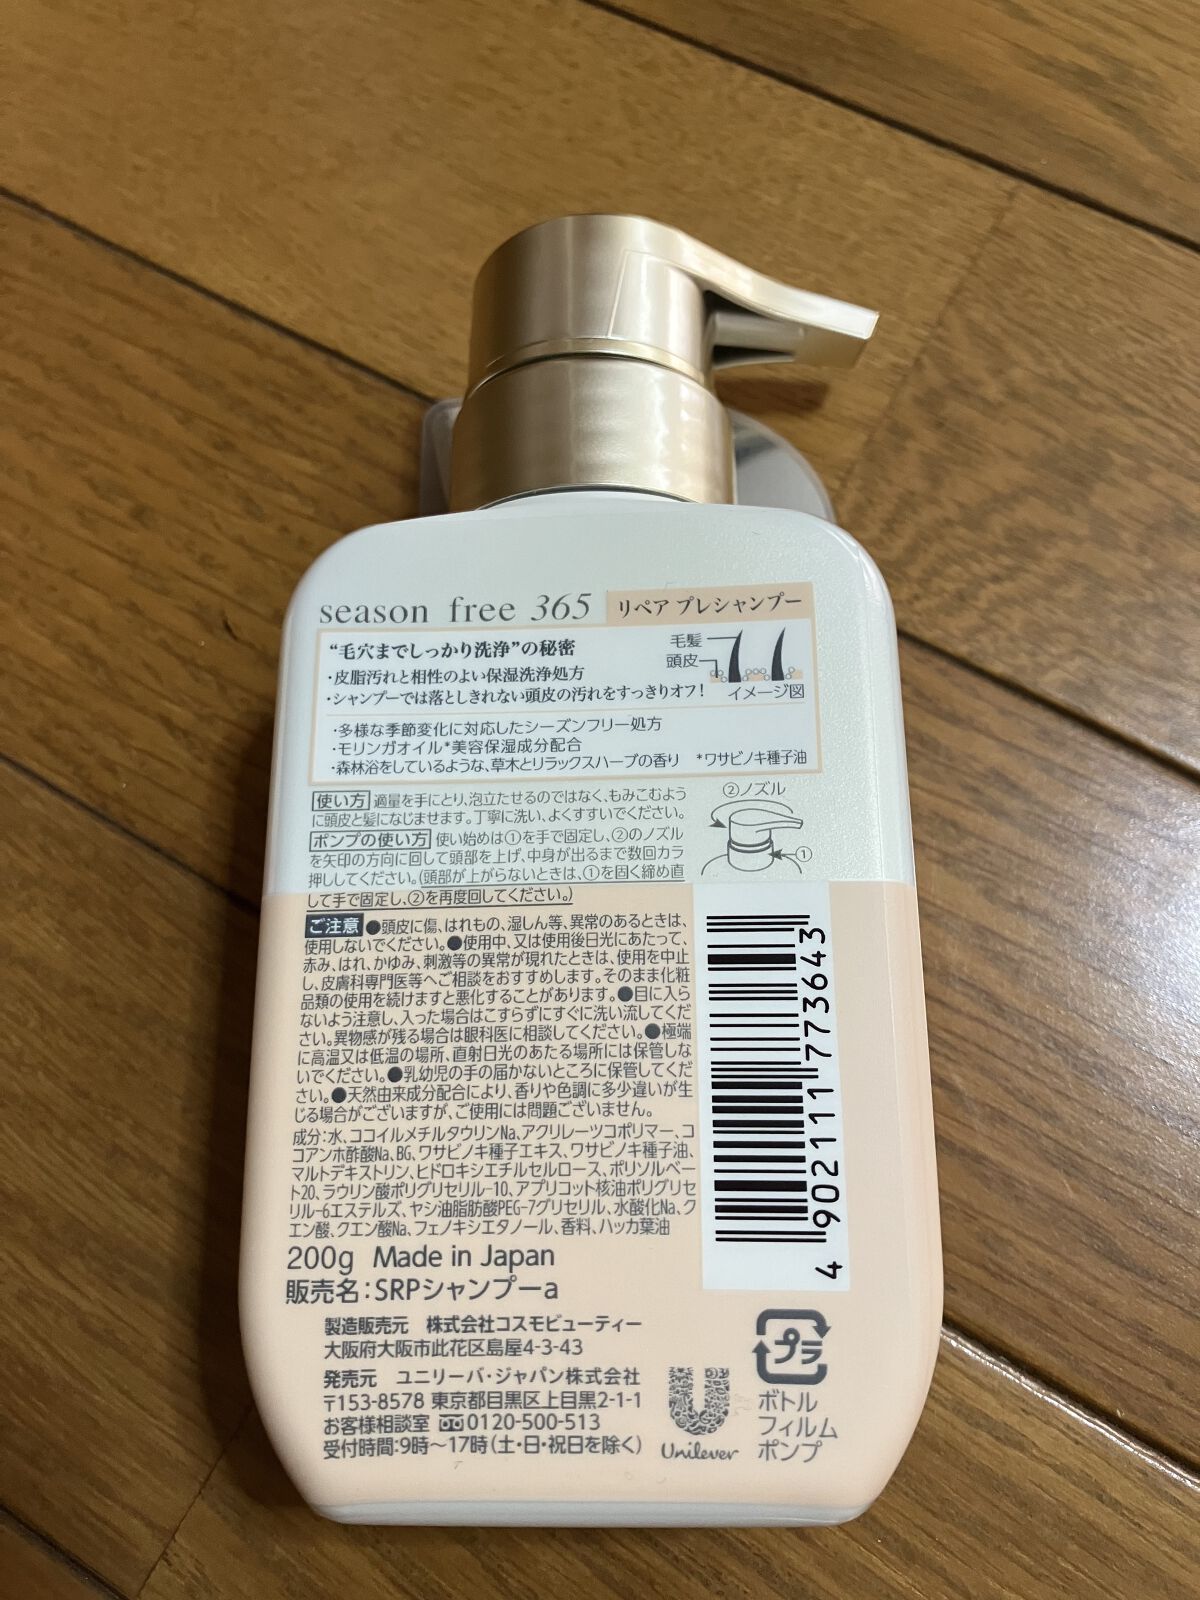 season free 365 リペア プレシャンプー
“毛穴までしっかり洗浄”の秘密
・皮脂汚れと相性のよい保湿洗浄処方
・シャンプーでは落としきれない頭皮の汚れをすっきりオフ!
毛髪
頭皮
イメージ図
・多様な季節変化に対応したシーズンフリー処方
・モリンガオイル*美容保湿成分配合
・森林浴をしているような、草木とリラックスハーブの香り *ワサビノキ種子油
使い方 適量を手にとり、泡立たせるのではなく、もみこむよう
に頭皮と髪になじませます。丁寧に洗い、よくすすいでください。
ポンプの使い方 使い始めは①を手で固定し、②のノズル
を矢印の方向に回して頭部を上げ、中身が出るまで数回カラ
押ししてください。(頭部が上がらないときは、①を固く締め直
して手で固定し、②を再度回してください。)
②ノズル
①
ご注意 ●頭皮に傷、はれもの、湿しん等、異常のあるときは、
使用しないでください。●使用中、又は使用後日光にあたって、
赤み、はれ、かゆみ、刺激等の異常が現れたときは、使用を中止
し、皮膚科専門医等へご相談をおすすめします。そのまま化粧
品類の使用を続けますと悪化することがあります。●目に入ら
ないよう注意し、入った場合はこすらずにすぐに洗い流してくだ
さい。異物感が残る場合は眼科医に相談してください。●極端
に高温又は低温の場所、直射日光のあたる場所には保管しな
いでください。●乳幼児の手の届かないところに保管してくだ
さい。●天然由来成分配合により、香りや色調に多少違いが生
じる場合がございますが、ご使用には問題ございません。
成分:水、ココイルメチルタウリンNa、アクリレーツコポリマー、コ
コアンホ酢酸Na、BG、ワサビノキ種子エキス、ワサビノキ種子油、
マルトデキストリン、ヒドロキシエチルセルロース、ポリソルベー
ト20、ラウリン酸ポリグリセリル-10、アプリコット核油ポリグリセ
リル-6エステルズ、ヤシ油脂肪酸PEG-7グリセリル、水酸化Na、ク
エン酸、クエン酸Na、フェノキシエタノール、香料、ハッカ葉油
200g Made in Japan
販売名:SRPシャンプーa
4902111773643
製造販売元 株式会社コスモビューティー
大阪府大阪市此花区島屋4-3-43
発売元 ユニリーバ・ジャパン株式会社
〒153-8578 東京都目黒区上目黒2-1-1
お客様相談室 0120-500-513
受付時間:9時〜17時(土・日・祝日を除く)
Unilever
プラ
ボトル
フィルム
ポンプ